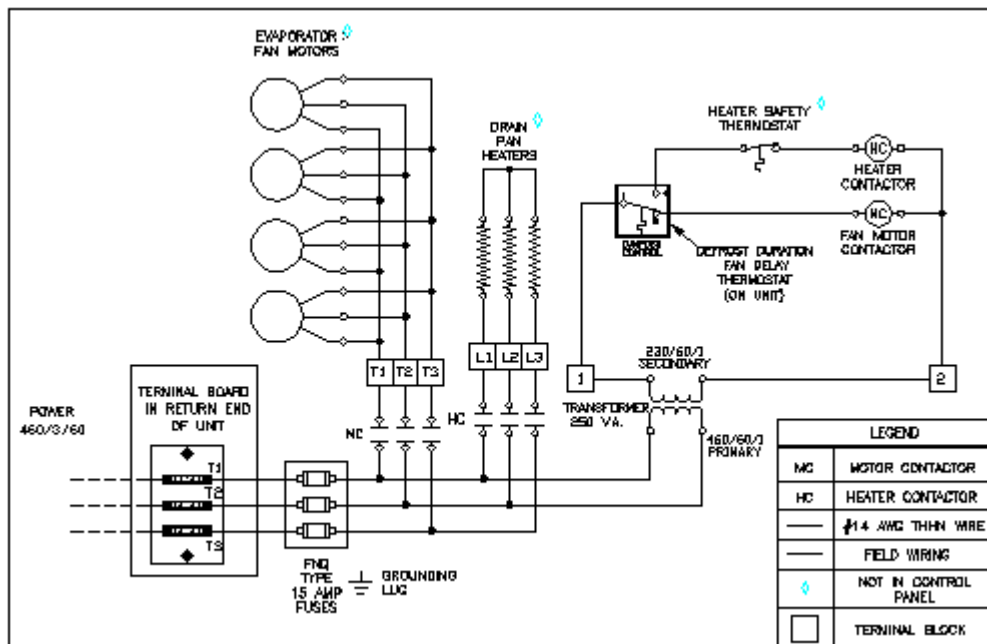 EVAPORATOR
FAN MOTORS
DRAIN
PAN
HEATERS
HEATER SAFETY
THERMOSTAT
HC
HEATER
CONTACTOR
MC
FAN MOTOR
CONTACTOR
CONTROL
DEFROST DURATION
FAN DELAY
THERMOSTAT
(ON UNIT)
T1 T2 T3
L1 L2 L3
1
230/60/1
SECONDARY
2
TRANSFORMER
250 VA.
460/60/1
PRIMARY
POWER
460/3/60
TERMINAL BOARD
IN RETURN END
OF UNIT
T1
T2
T3
MC
HC
FNQ
TYPE
15 AMP
FUSES
GROUNDING
LUG
LEGEND
MC MOTOR CONTACTOR
HC HEATER CONTACTOR
#14 AWG THHN WIRE
FIELD WIRING
NOT IN CONTROL
PANEL
TERMINAL BLOCK